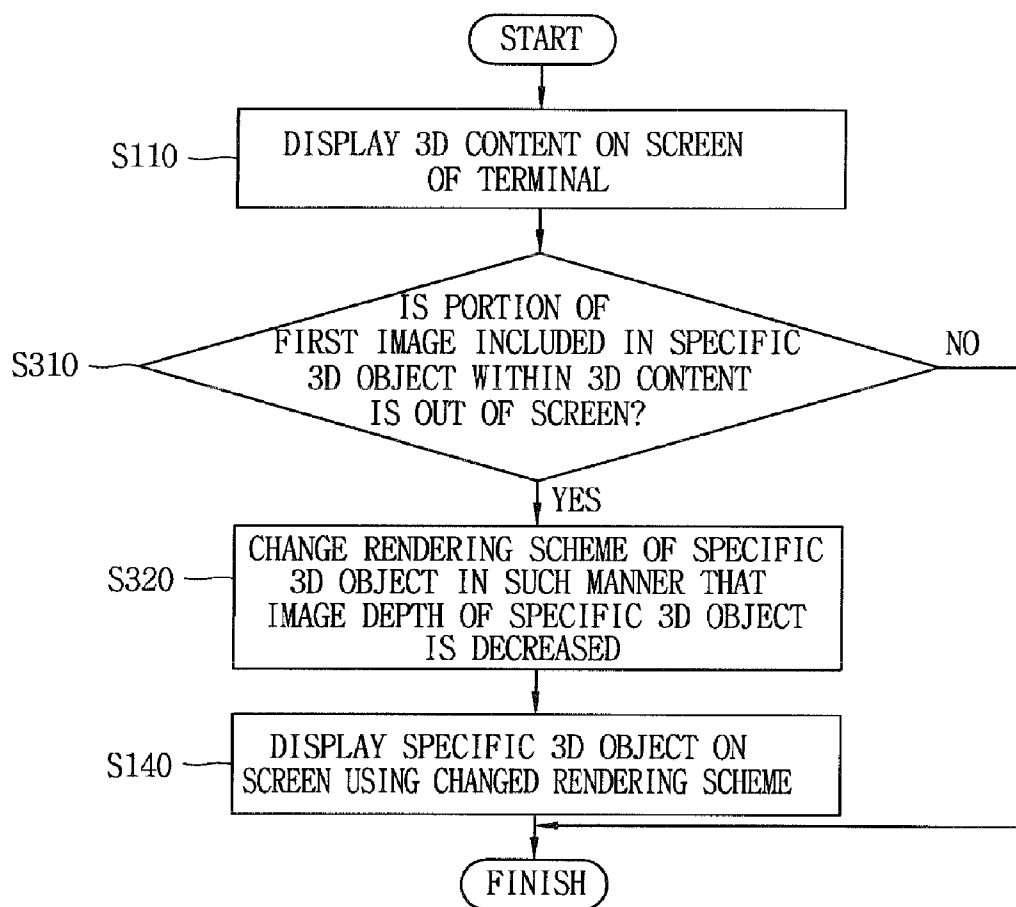 START
S110
DISPLAY 3D CONTENT ON SCREEN
OF TERMINAL
S310
IS PORTION OF
FIRST IMAGE INCLUDED IN SPECIFIC
3D OBJECT WITHIN 3D CONTENT
IS OUT OF SCREEN?
NO
YES
S320
CHANGE RENDERING SCHEME OF SPECIFIC
3D OBJECT IN SUCH MANNER THAT
IMAGE DEPTH OF SPECIFIC 3D OBJECT
IS DECREASED
S140
DISPLAY SPECIFIC 3D OBJECT ON
SCREEN USING CHANGED RENDERING SCHEME
FINISH